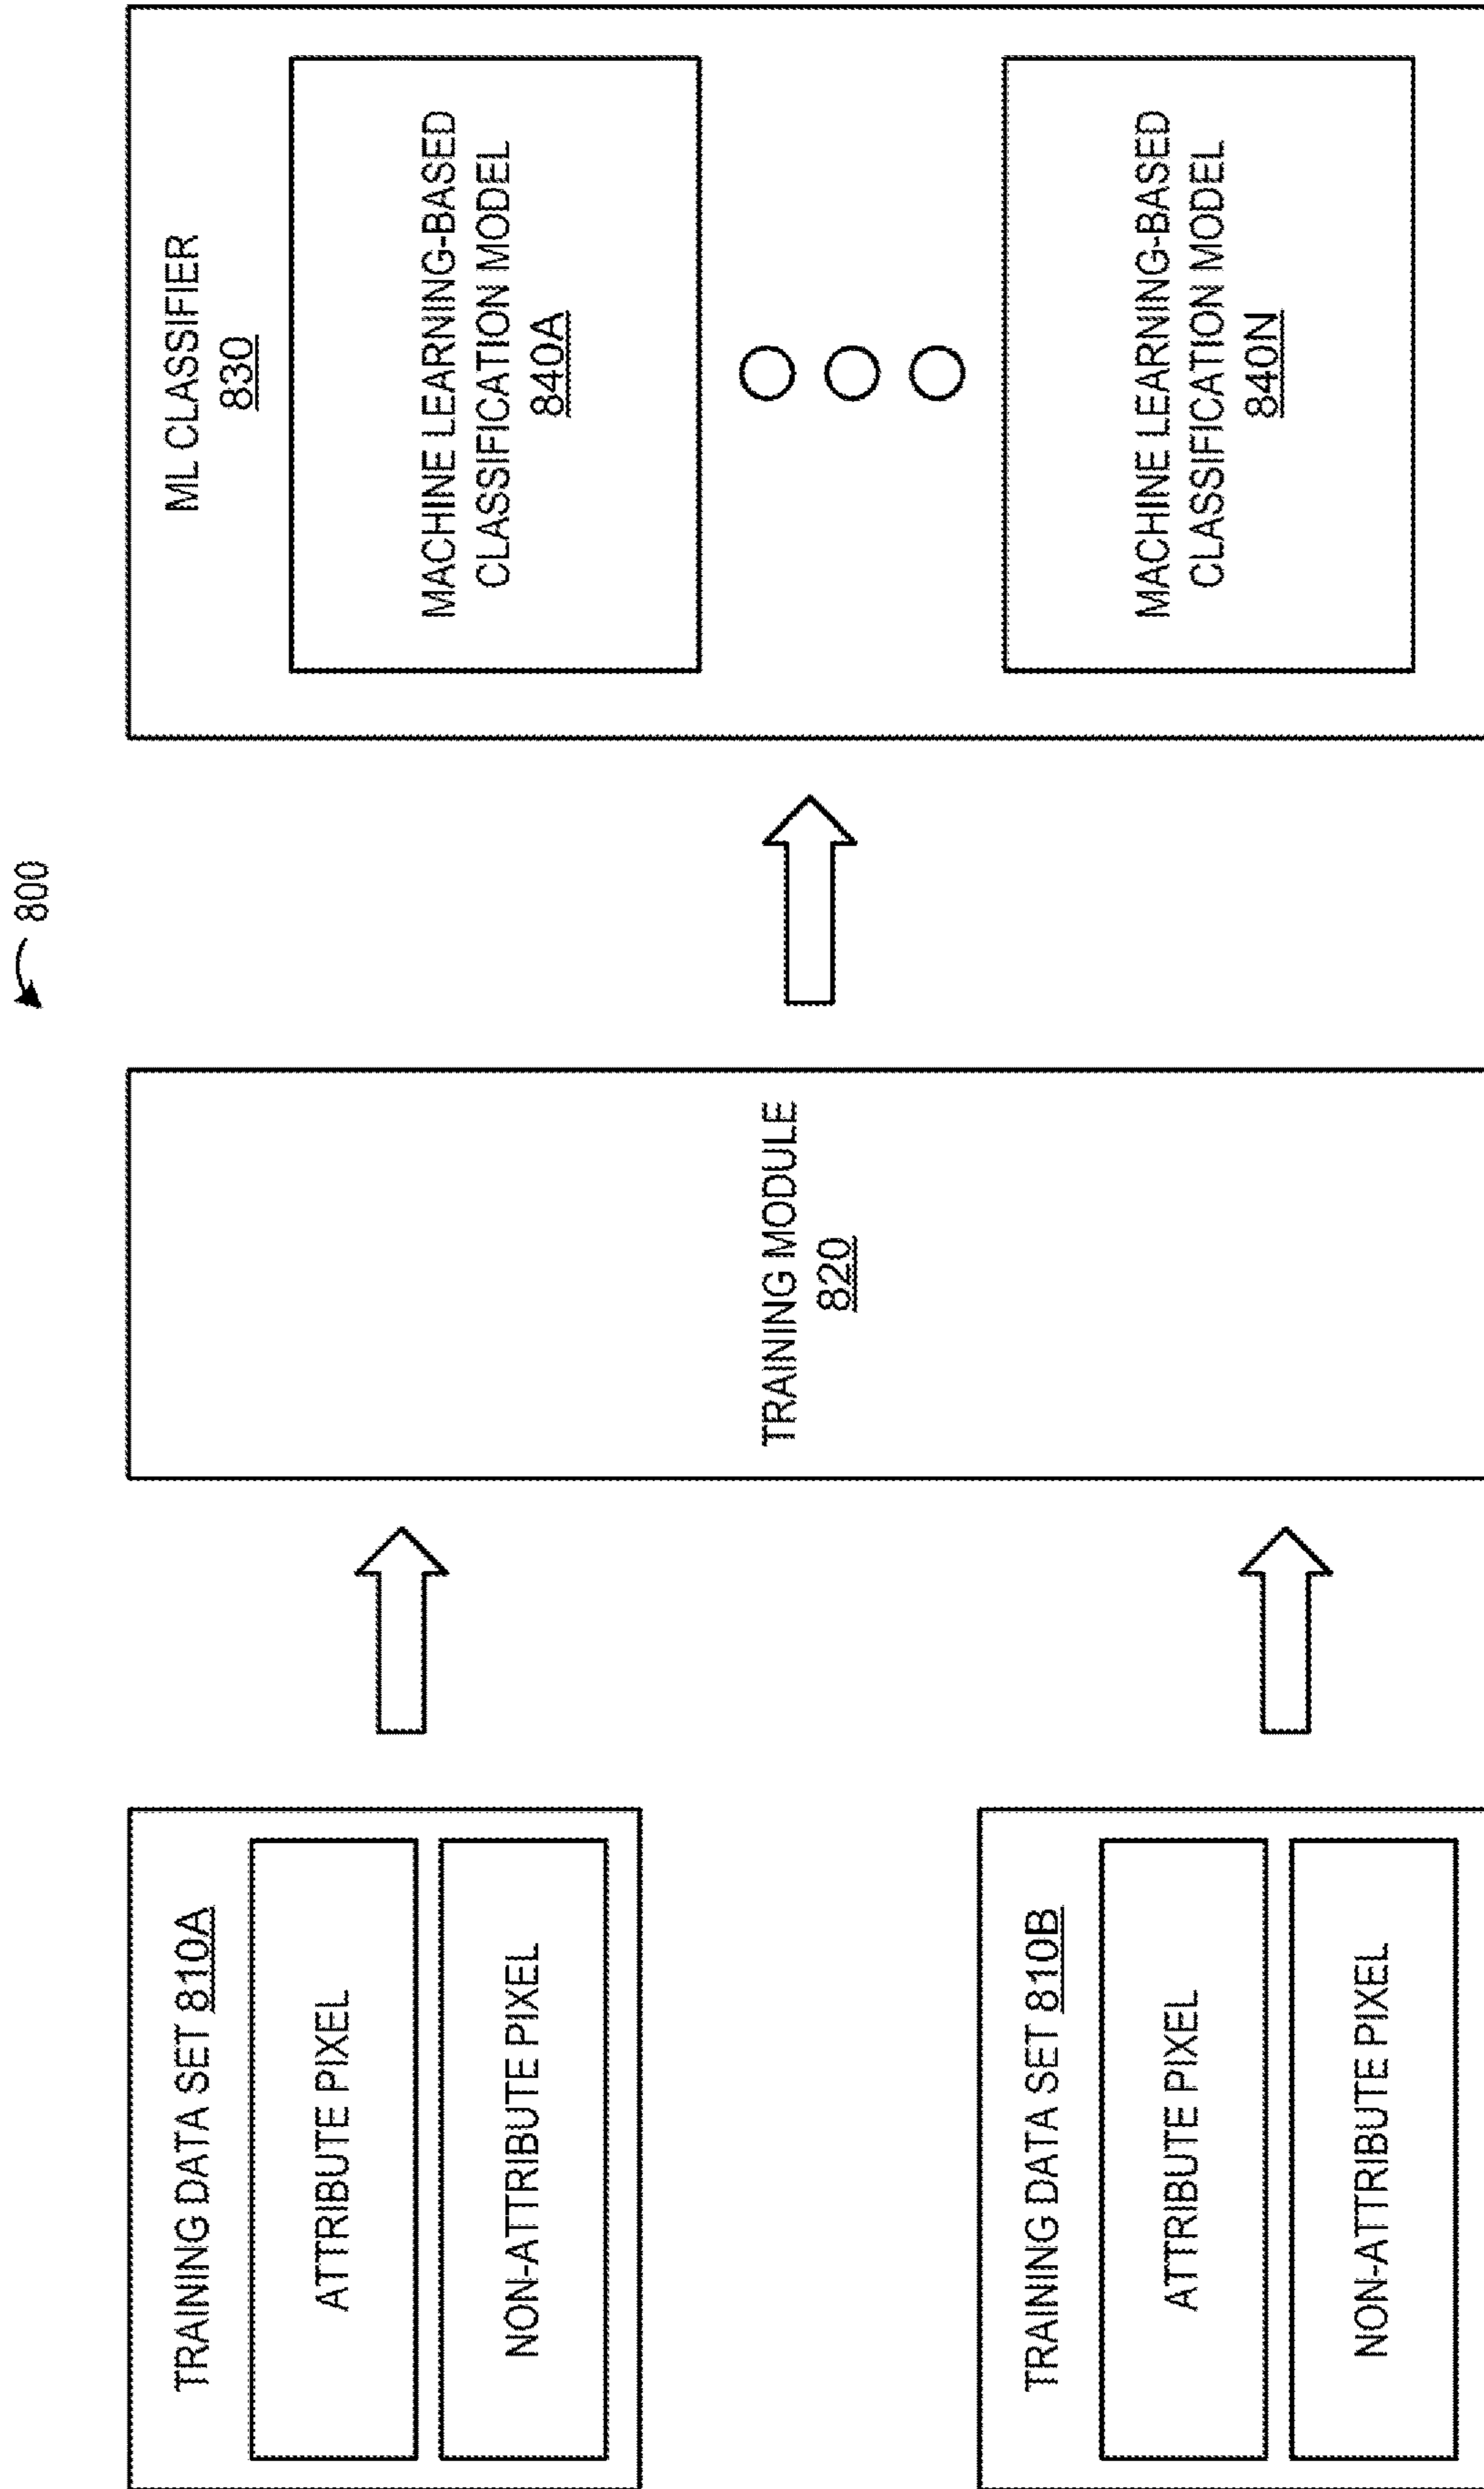 800
TRAINING DATA SET 810A
ATTRIBUTE PIXEL
NON-ATTRIBUTE PIXEL
TRAINING DATA SET 810B
ATTRIBUTE PIXEL
NON-ATTRIBUTE PIXEL
TRAINING MODULE
820
ML CLASSIFIER
830
MACHINE LEARNING-BASED
CLASSIFICATION MODEL
840A
MACHINE LEARNING-BASED
CLASSIFICATION MODEL
840N